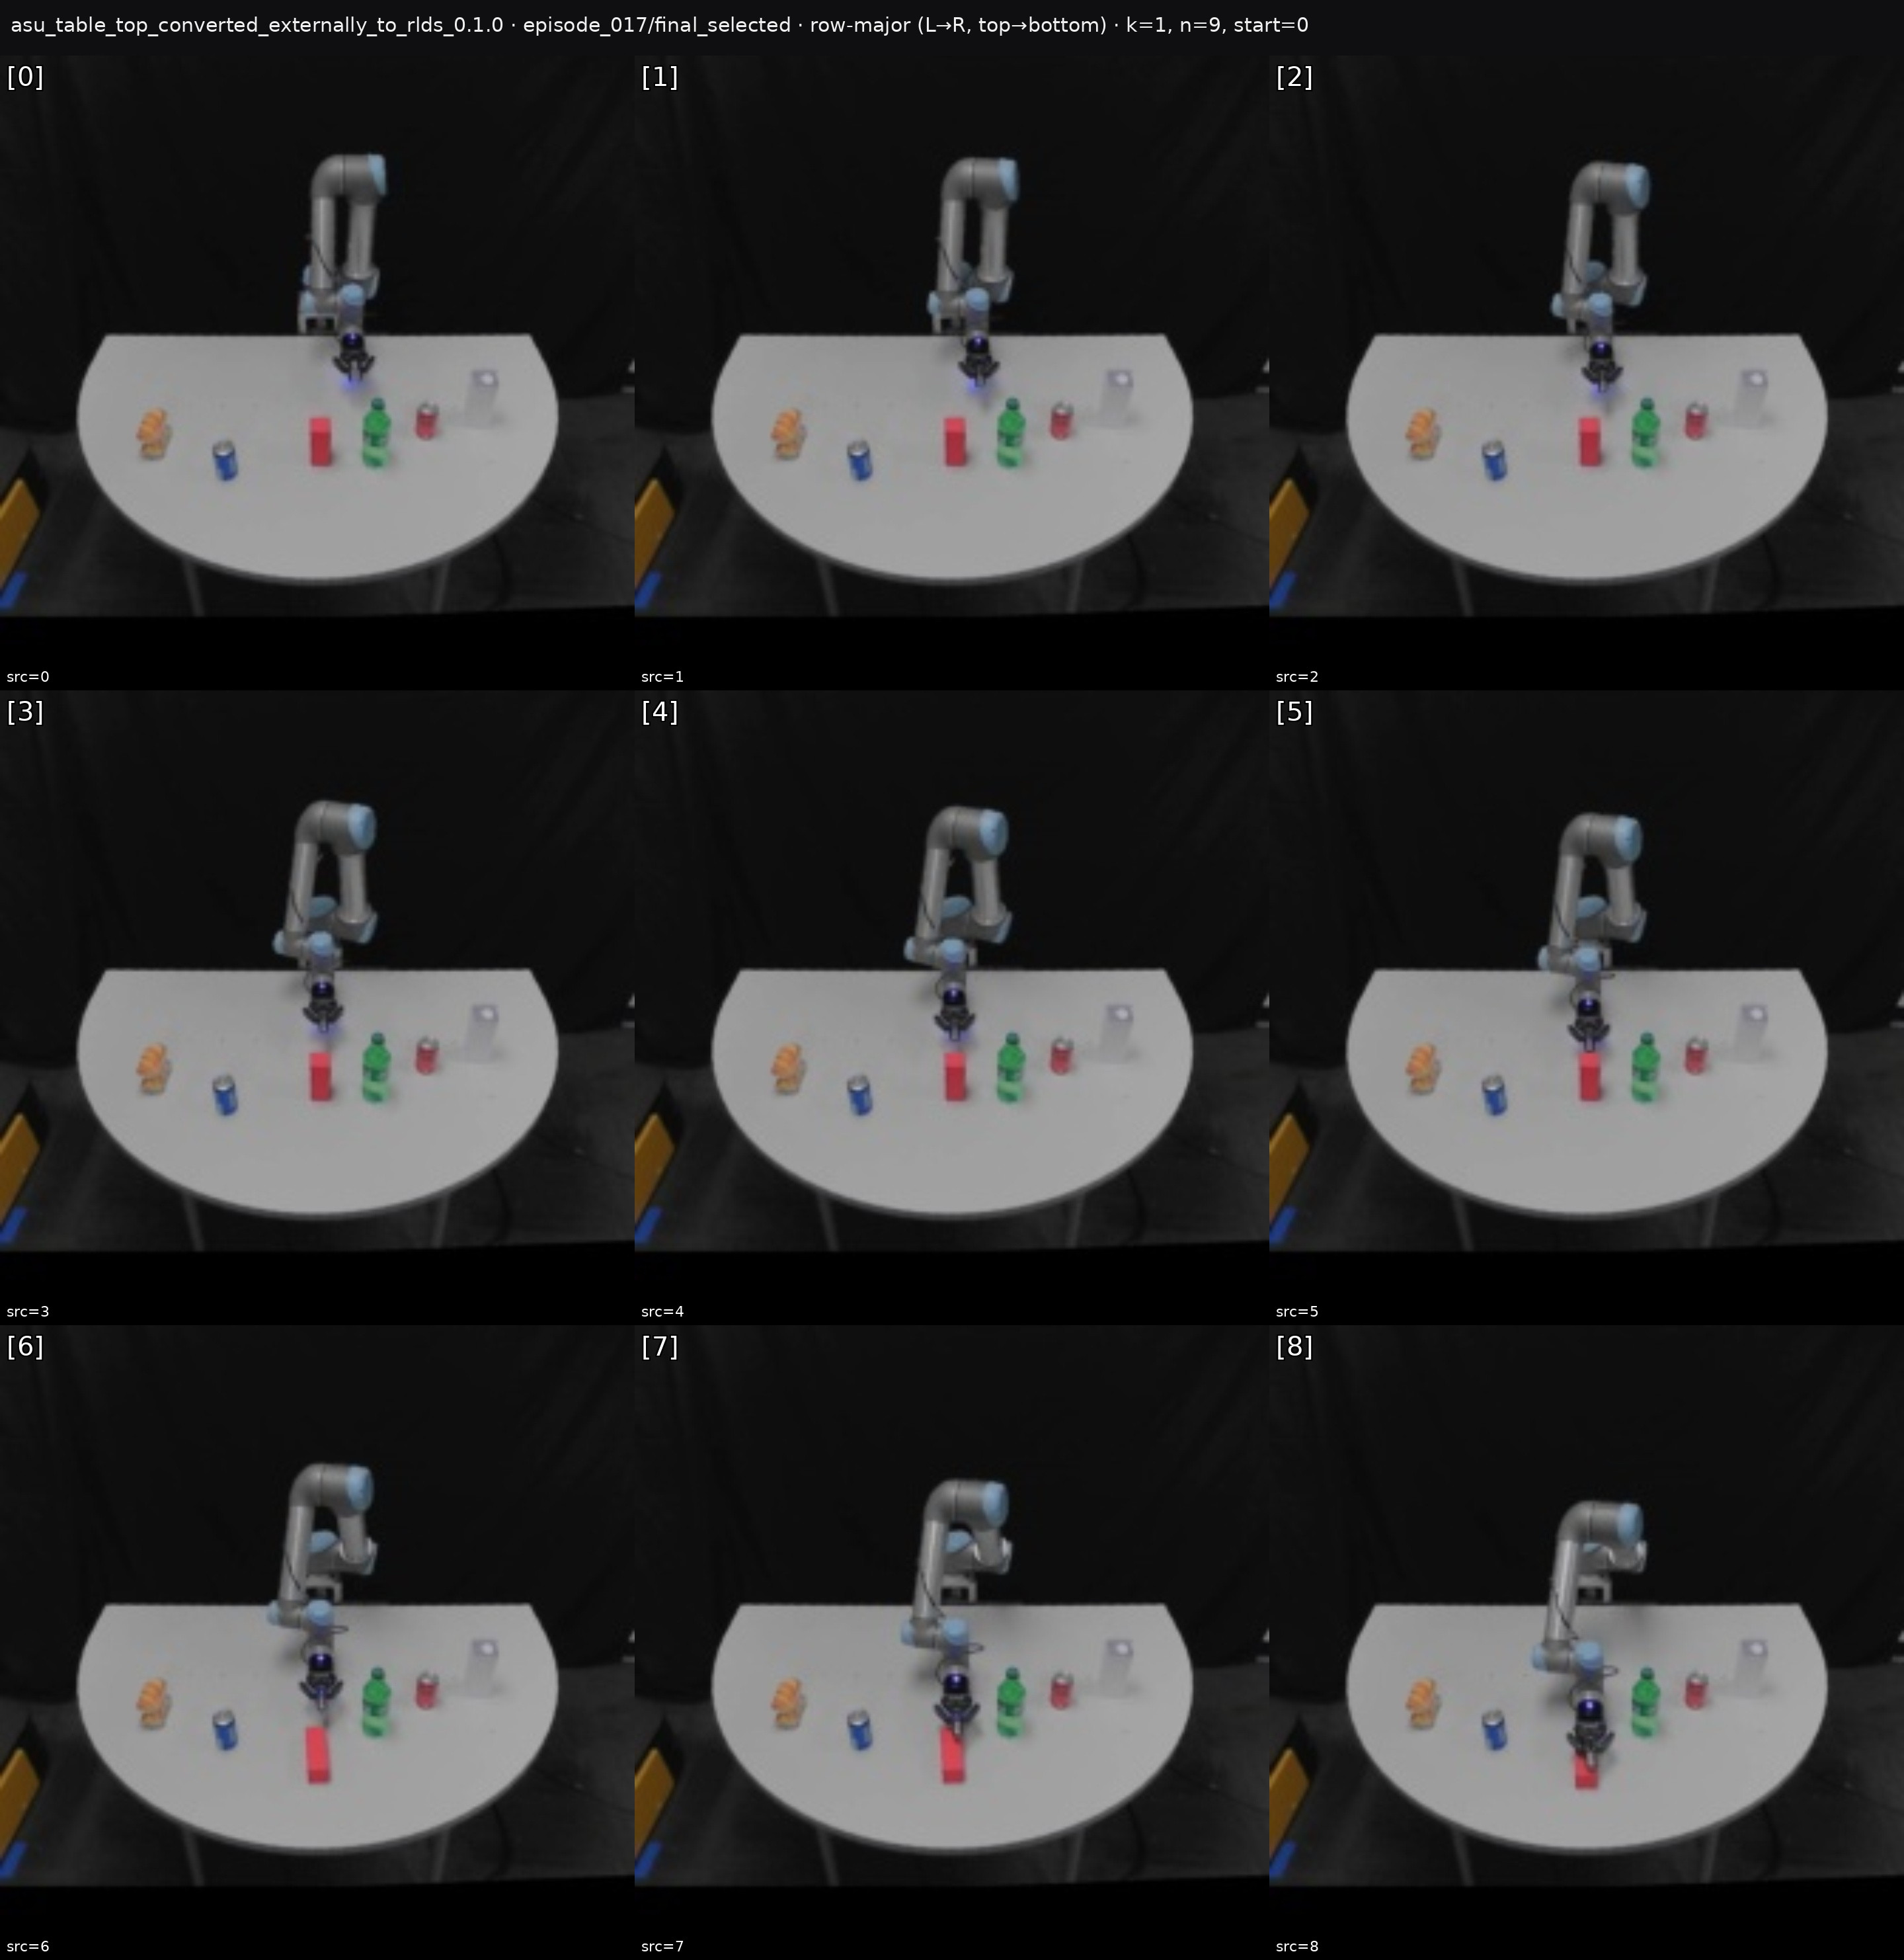 asu_table_top_converted_externally_to_rlds_0.1.0 · episode_017/final_selected · row-major (L→R, top→bottom) · k=1, n=9, start=0
[0]
[1]
[2]
src=0
src=1
src=2
[3]
[4]
[5]
src=3
src=4
src=5
[6]
[7]
[8]
src=6
src=7
src=8